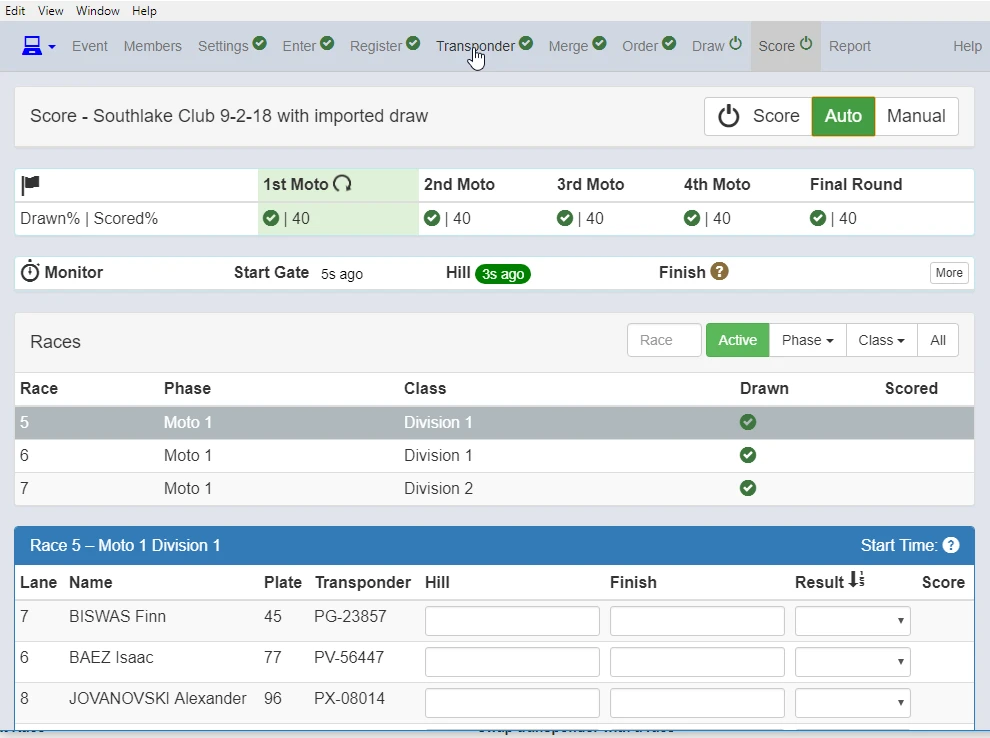 Edit View Window Help
Event Members Settings Enter Register Transponder Merge Order Draw Score Report Help
Score - Southlake Club 9-2-18 with imported draw Score Auto Manual
1st Moto 2nd Moto 3rd Moto 4th Moto Final Round
Drawn% | Scored% | 40 | 40 | 40 | 40 | 40
Monitor Start Gate 5s ago Hill 3s ago Finish ? More
Races Race Active Phase Class All
Race Phase Class Drawn Scored
5 Moto 1 Division 1
6 Moto 1 Division 1
7 Moto 1 Division 2
Race 5 – Moto 1 Division 1 Start Time: ?
Lane Name Plate Transponder Hill Finish Result Score
7 BISWAS Finn 45 PG-23857
6 BAEZ Isaac 77 PV-56447
8 JOVANOVSKI Alexander 96 PX-08014